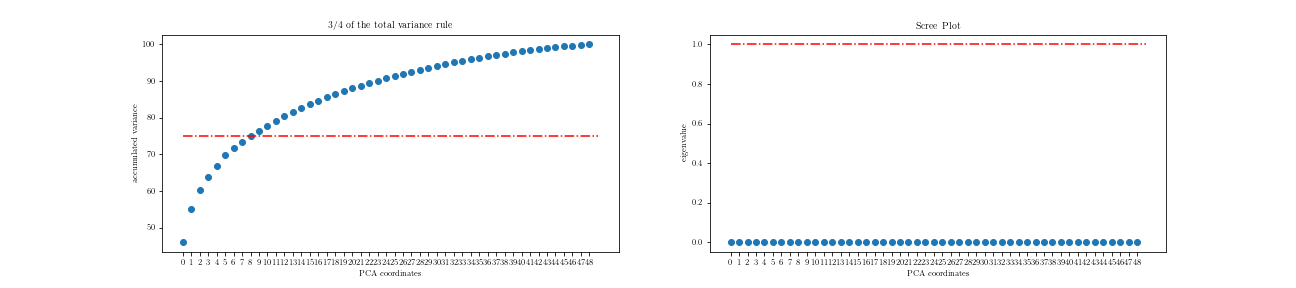 3/4 of the total variance rule
accumulated variance
100
90
80
70
60
50
0 1 2 3 4 5 6 7 8 9 10 11 12 13 14 15 16 17 18 19 20 21 22 23 24 25 26 27 28 29 30 31 32 33 34 35 36 37 38 39 40 41 42 43 44 45 46 47 48
PCA coordinates
Scree Plot
eigenvalue
1.0
0.8
0.6
0.4
0.2
0.0
0 1 2 3 4 5 6 7 8 9 10 11 12 13 14 15 16 17 18 19 20 21 22 23 24 25 26 27 28 29 30 31 32 33 34 35 36 37 38 39 40 41 42 43 44 45 46 47 48
PCA coordinates